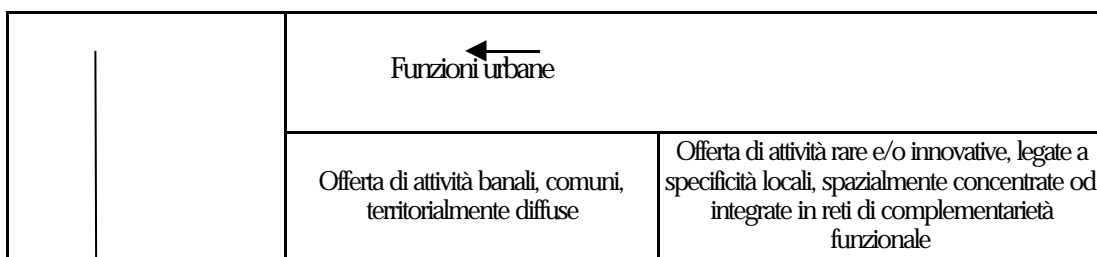 Funzioni urbane
Offerta di attività banali, comuni,
territorialmente diffuse
Offerta di attività rare e/o innovative, legate a
specificità locali, spazialmente concentrate od
integrate in reti di complementarietà
funzionale